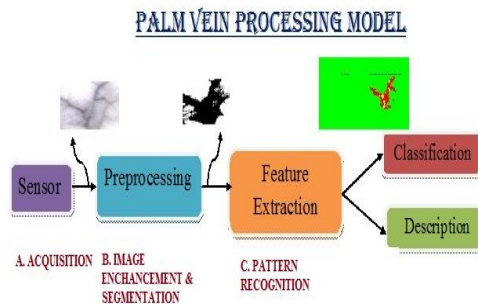 PALM VEIN PROCESSING MODEL
Sensor
Preprocessing
Feature
Extraction
Classification
Description
A. ACQUISITION
B. IMAGE
ENCHANCEMENT &
SEGMENTATION
C. PATTERN
RECOGNITION